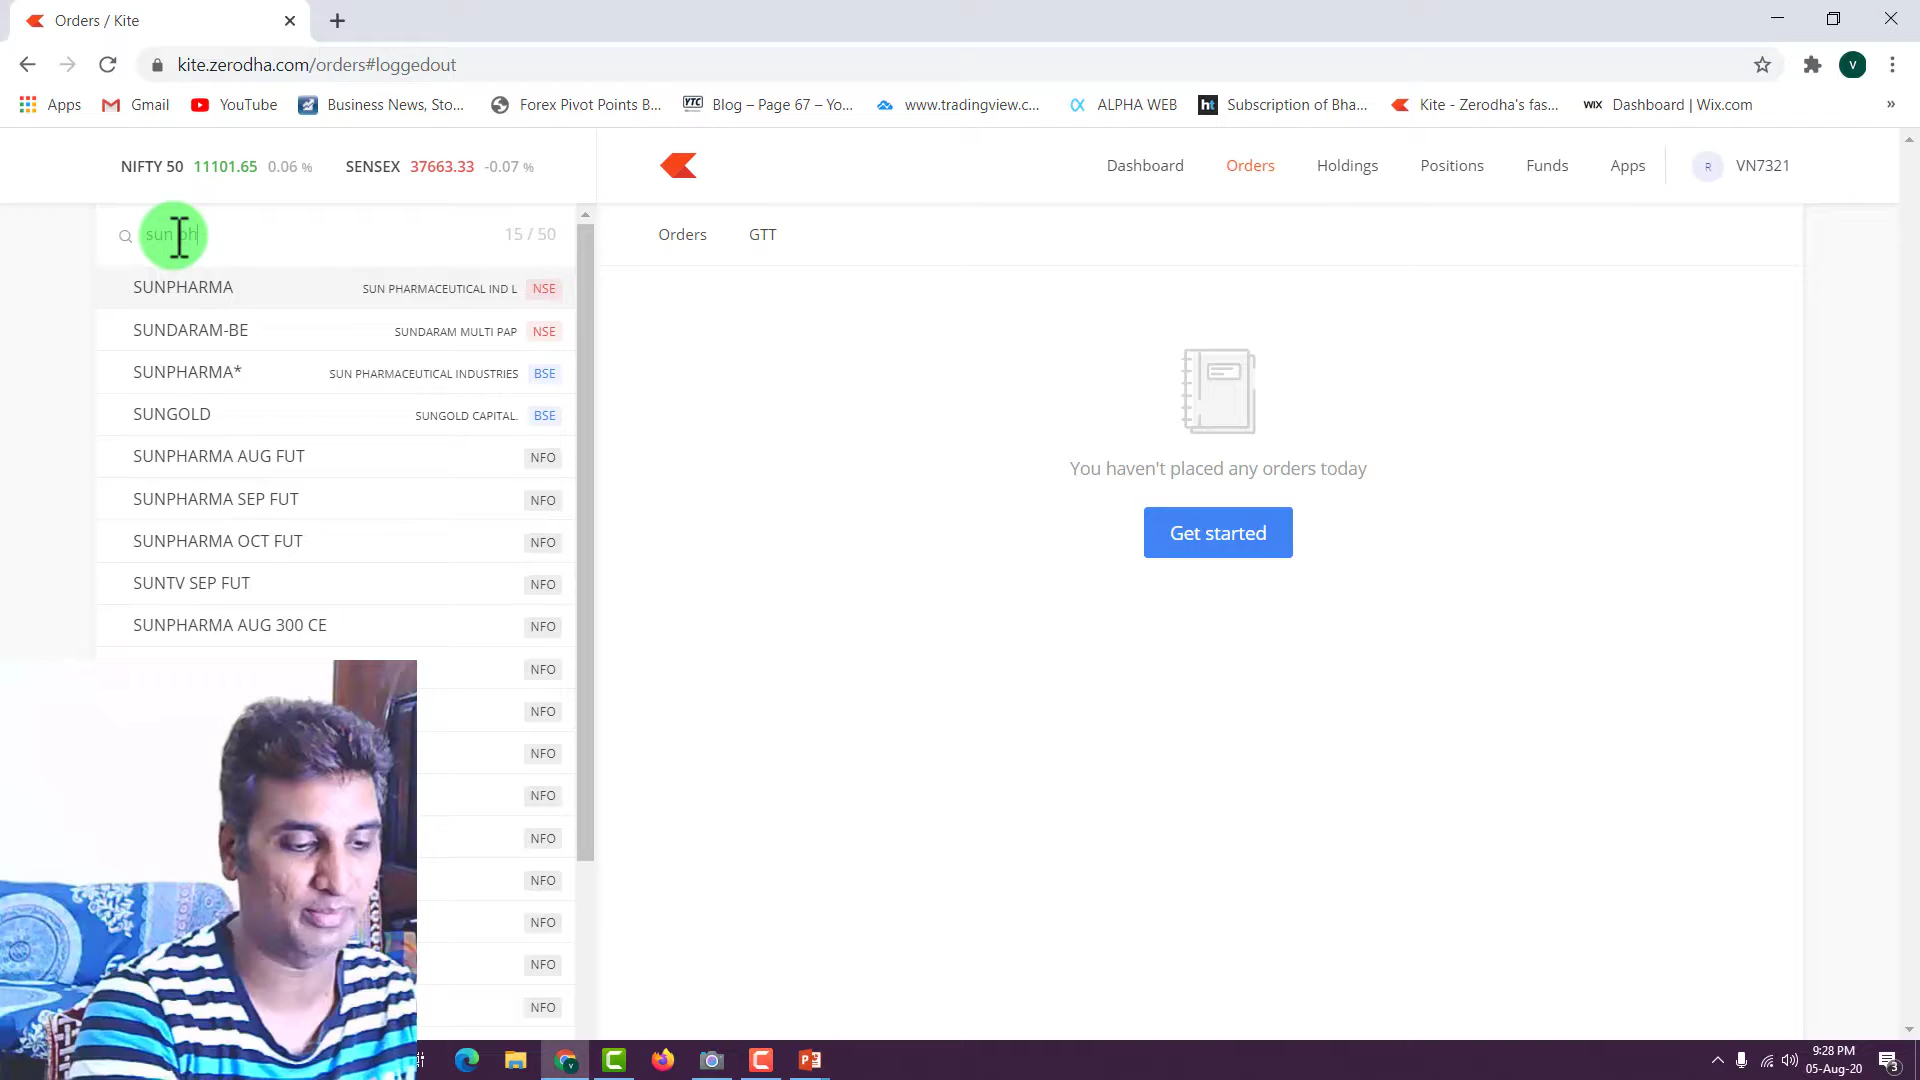 Orders / Kite
kite.zerodha.com/orders#loggedout
Apps
Gmail
YouTube
Business News, Sto...
Forex Pivot Points B...
YTC
Blog – Page 67 – Yo...
www.tradingview.c...
ALPHA WEB
ht
Subscription of Bha...
Kite - Zerodha's fas...
WIX
Dashboard | Wix.com
»
V
NIFTY 50 11101.65 0.06 %
SENSEX 37663.33 -0.07 %
Dashboard
Orders
Holdings
Positions
Funds
Apps
R
VN7321
sun ph
15 / 50
Orders
GTT
SUNPHARMA SUN PHARMACEUTICAL IND L NSE
SUNDARAM-BE SUNDARAM MULTI PAP NSE
SUNPHARMA* SUN PHARMACEUTICAL INDUSTRIES BSE
SUNGOLD SUNGOLD CAPITAL. BSE
SUNPHARMA AUG FUT NFO
SUNPHARMA SEP FUT NFO
SUNPHARMA OCT FUT NFO
SUNTV SEP FUT NFO
SUNPHARMA AUG 300 CE NFO
NFO
NFO
NFO
NFO
NFO
NFO
NFO
NFO
NFO
You haven't placed any orders today
Get started
9:28 PM
05-Aug-20
3